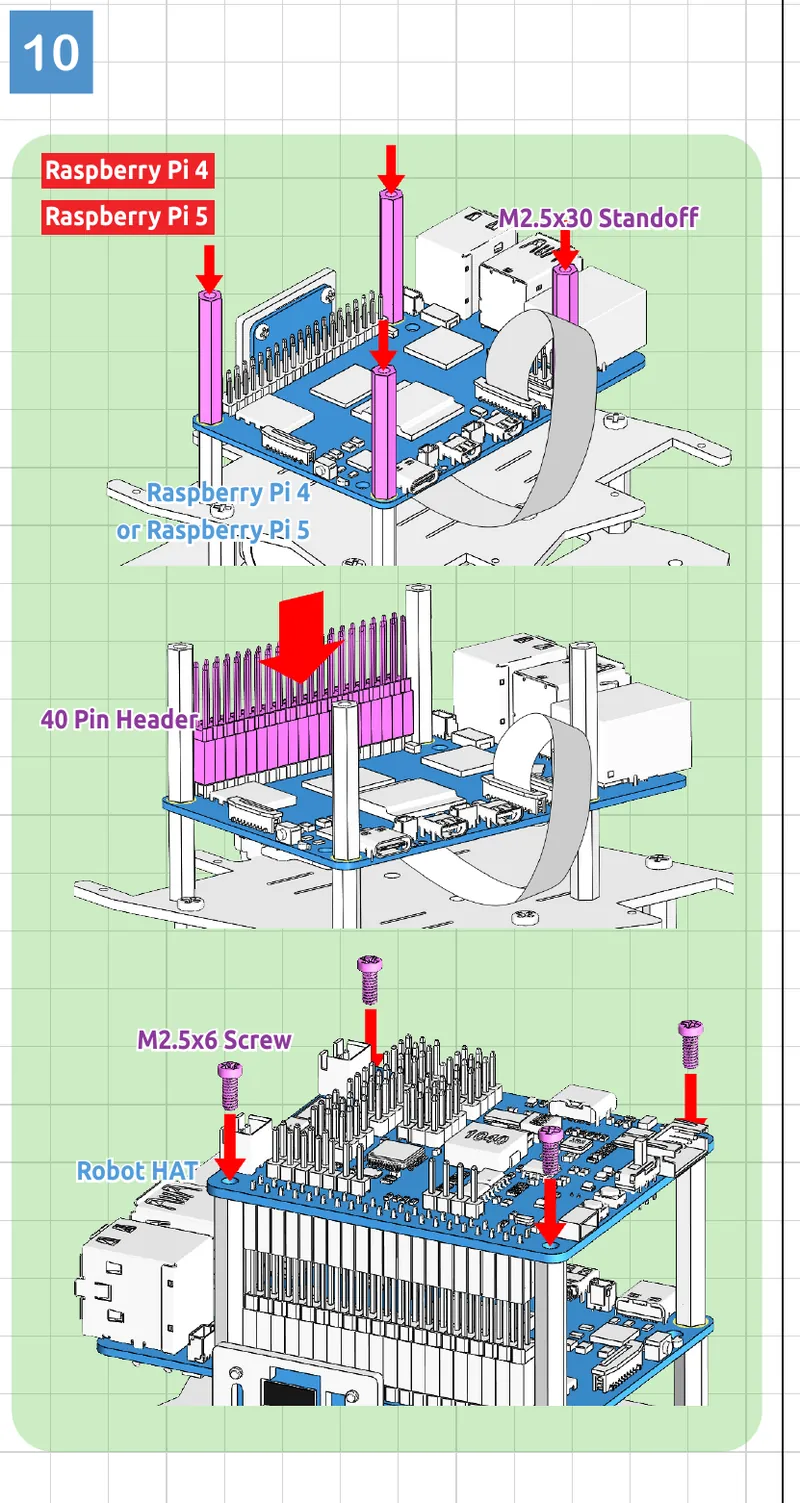 10
Raspberry Pi 4
Raspberry Pi 5
M2.5x30 Standoff
Raspberry Pi 4
or Raspberry Pi 5
40 Pin Header
M2.5x6 Screw
1040
Robot HAT